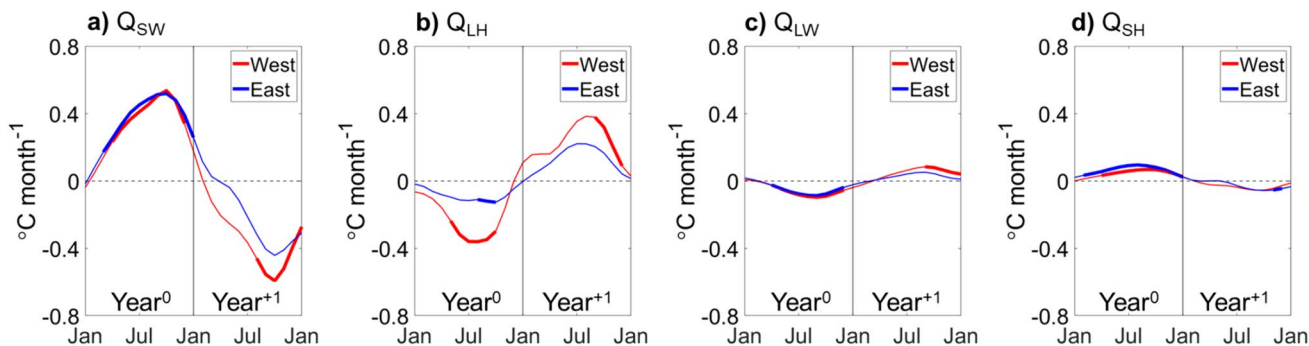 a) Q_SW
0.8
0.4
0
-0.4
-0.8
°C month⁻¹
West
East
Year⁰ Year⁺¹
Jan Jul Jan Jul Jan
b) Q_LH
0.8
0.4
0
-0.4
-0.8
°C month⁻¹
West
East
Year⁰ Year⁺¹
Jan Jul Jan Jul Jan
c) Q_LW
0.8
0.4
0
-0.4
-0.8
°C month⁻¹
West
East
Year⁰ Year⁺¹
Jan Jul Jan Jul Jan
d) Q_SH
0.8
0.4
0
-0.4
-0.8
°C month⁻¹
West
East
Year⁰ Year⁺¹
Jan Jul Jan Jul Jan